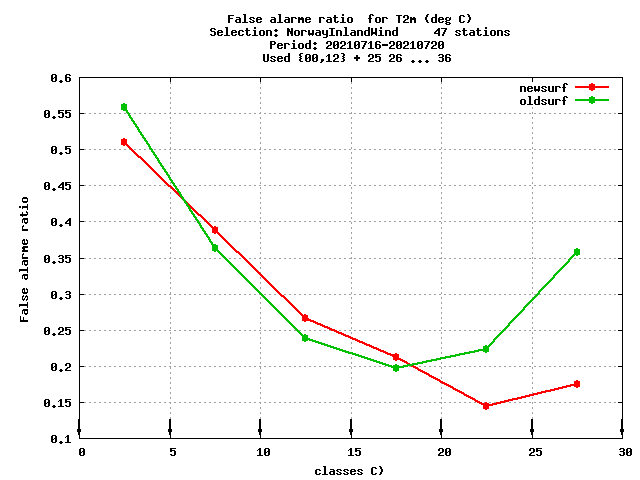 False alarme ratio  for T2m (deg C)
Selection: NorwayInlandWind     47 stations
Period: 20210716-20210720
Used {00,12} + 25 26 ... 36
newsurf
oldsurf
0.6
0.55
0.5
0.45
0.4
0.35
0.3
0.25
0.2
0.15
0.1
False alarme ratio
0 5 10 15 20 25 30
classes C)